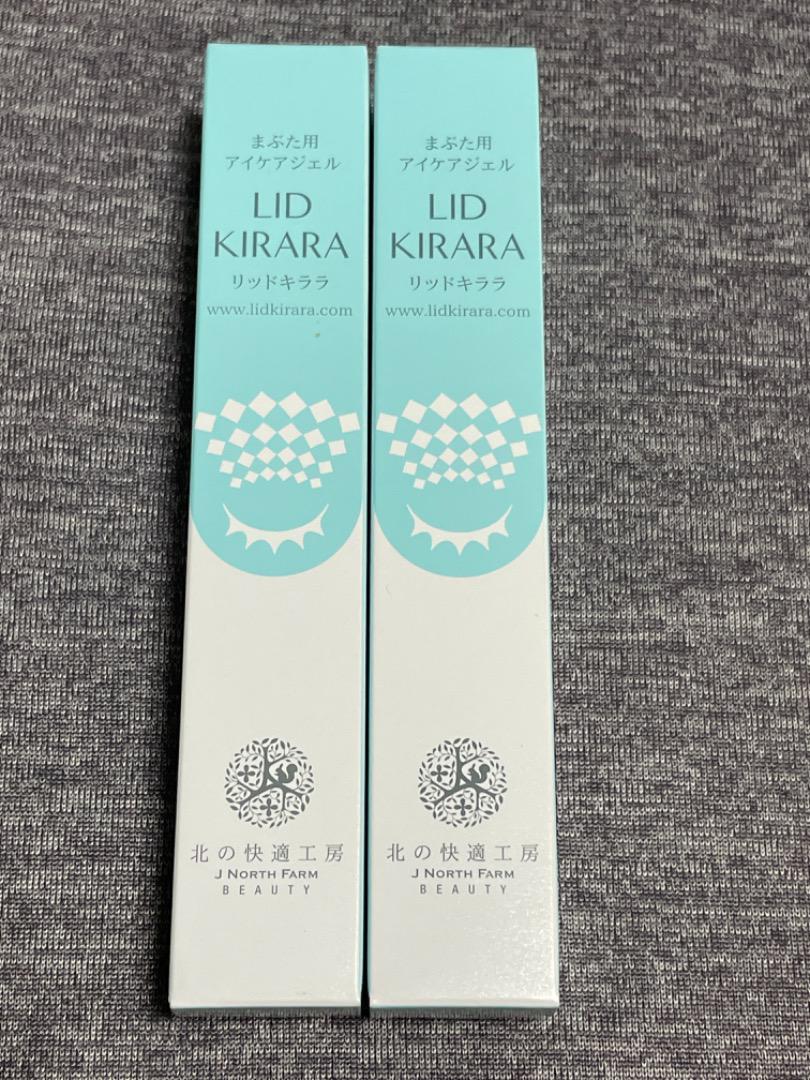 まぶた用
アイケアジェル
LID
KIRARA
リッドキララ
www.lidkirara.com
北の快適工房
J NORTH FARM
BEAUTY
まぶた用
アイケアジェル
LID
KIRARA
リッドキララ
www.lidkirara.com
北の快適工房
J NORTH FARM
BEAUTY